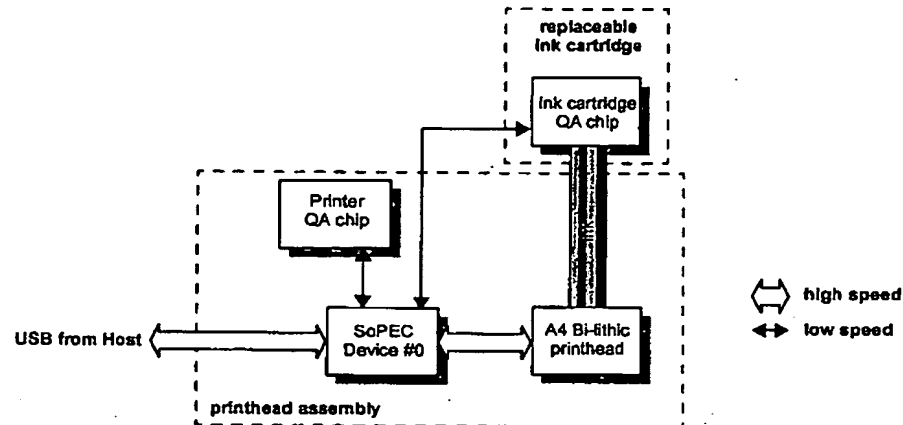 replaceable
ink cartridge
ink cartridge
QA chip
Printer
QA chip
USB from Host
SoPEC
Device #0
A4 Bi-lithic
printhead
high speed
low speed
printhead assembly